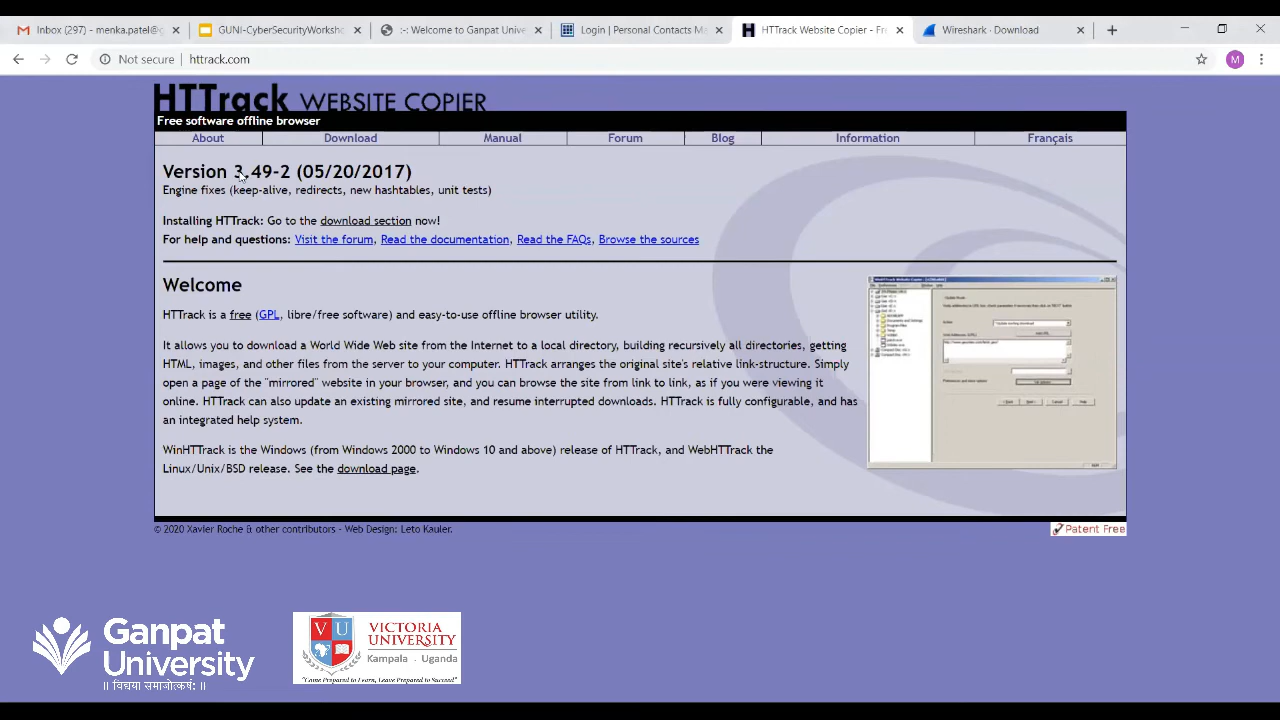 Inbox (297) - menka.patel@g
GUNI-CyberSecurityWorksho
:-: Welcome to Ganpat Unive
Login | Personal Contacts Ma
HTTrack Website Copier - Fre
Wireshark · Download
Not secure
httrack.com
M
HTTrack WEBSITE COPIER
Free software offline browser
About
Download
Manual
Forum
Blog
Information
Français
Version 3.49-2 (05/20/2017)
Engine fixes (keep-alive, redirects, new hashtables, unit tests)
Installing HTTrack: Go to the download section now!
For help and questions: Visit the forum, Read the documentation, Read the FAQs, Browse the sources
Welcome
HTTrack is a free (GPL, libre/free software) and easy-to-use offline browser utility.
It allows you to download a World Wide Web site from the Internet to a local directory, building recursively all directories, getting
HTML, images, and other files from the server to your computer. HTTrack arranges the original site's relative link-structure. Simply
open a page of the "mirrored" website in your browser, and you can browse the site from link to link, as if you were viewing it
online. HTTrack can also update an existing mirrored site, and resume interrupted downloads. HTTrack is fully configurable, and has
an integrated help system.
WinHTTrack is the Windows (from Windows 2000 to Windows 10 and above) release of HTTrack, and WebHTTrack the
Linux/Unix/BSD release. See the download page.
© 2020 Xavier Roche & other contributors - Web Design: Leto Kauler.
Patent Free
Ganpat
University
॥ विद्यया समाजोत्कर्षः ॥
VU
VICTORIA
UNIVERSITY
Kampala - Uganda
"Come Prepared to Learn, Leave Prepared to Succeed"